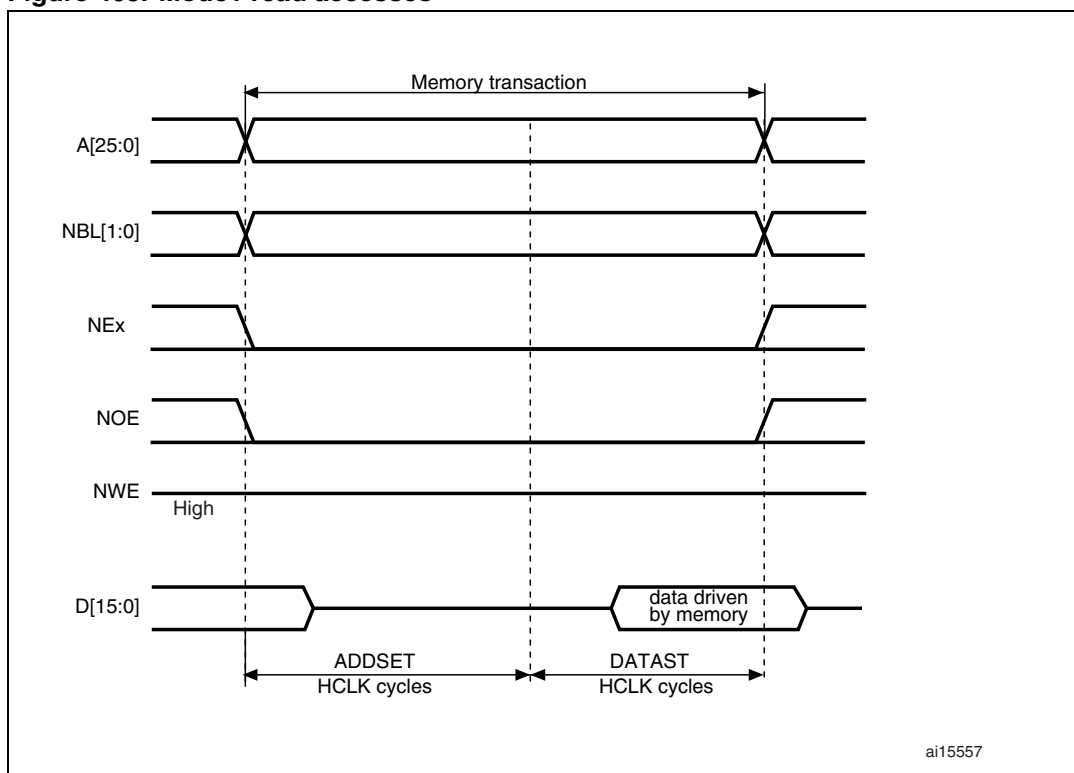 Figure Mode1 read accesses
Memory transaction
A[25:0]
NBL[1:0]
NEx
NOE
NWE
High
D[15:0]
data driven
by memory
ADDSET
HCLK cycles
DATAST
HCLK cycles
ai15557